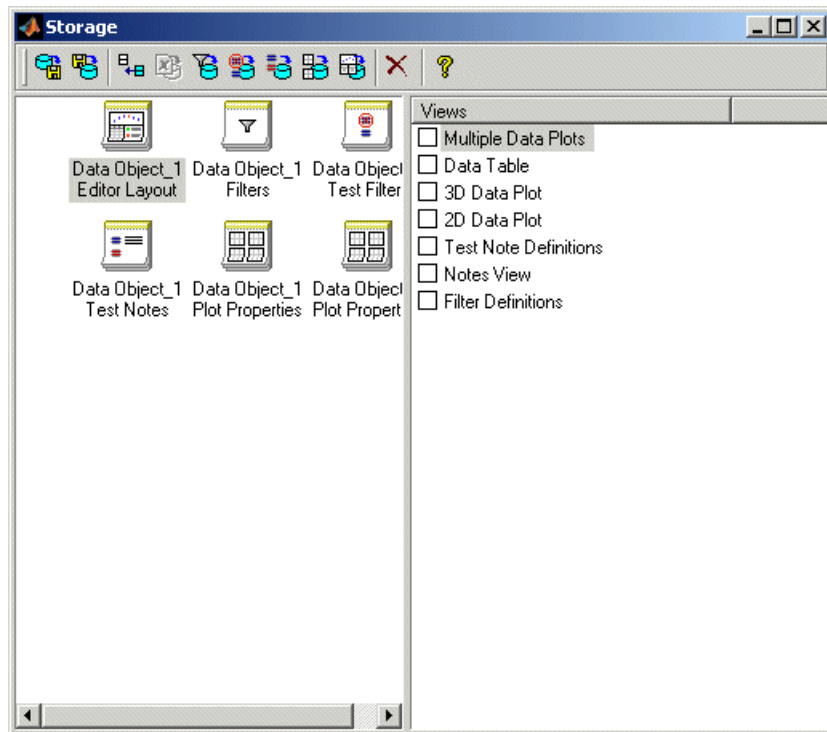 Storage
Data Object_1
Editor Layout
Data Object_1
Filters
Data Object
Test Filter
Data Object_1
Test Notes
Data Object_1
Plot Properties
Data Object
Plot Propert
Views
Multiple Data Plots
Data Table
3D Data Plot
2D Data Plot
Test Note Definitions
Notes View
Filter Definitions